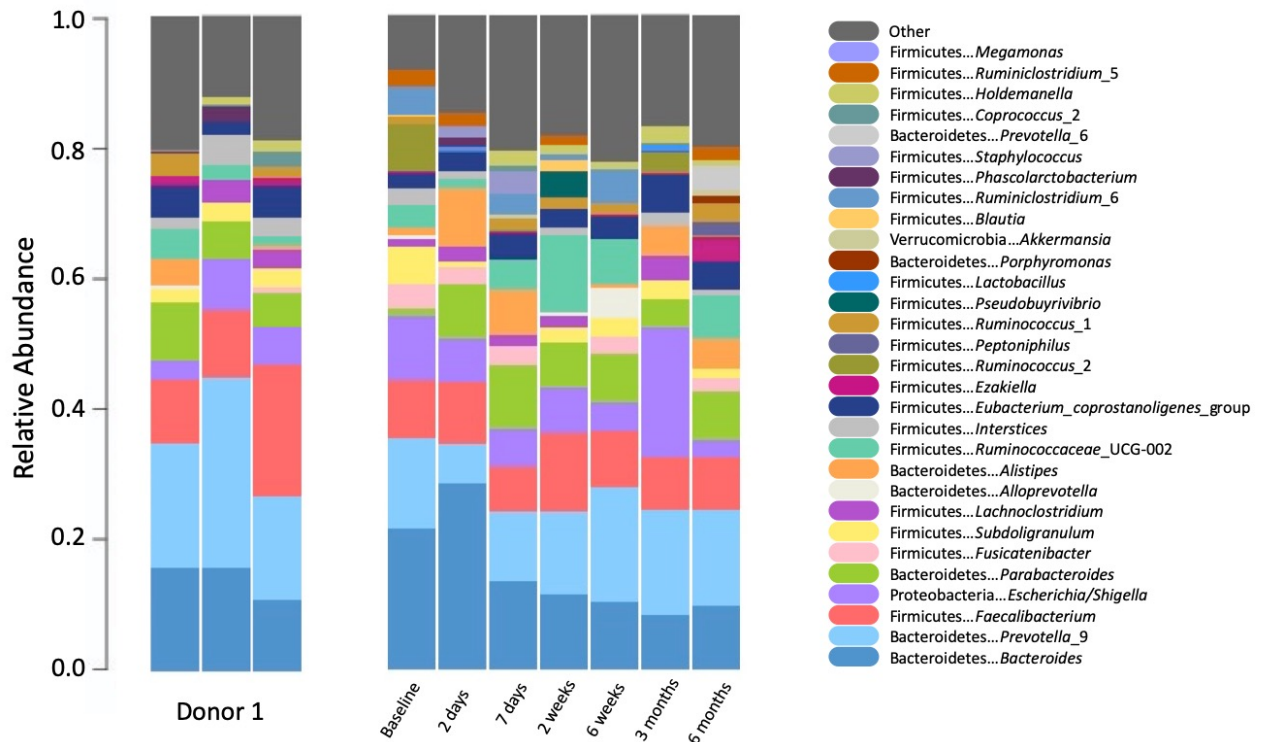 Relative Abundance
1.0
0.8
0.6
0.4
0.2
0.0
Donor 1
Baseline
2 days
7 days
2 weeks
6 weeks
3 months
6 months
Other
Firmicutes...Megamonas
Firmicutes...Ruminiclostridium_5
Firmicutes...Holdemanella
Firmicutes...Coprococcus_2
Bacteroidetes...Prevotella_6
Firmicutes...Staphylococcus
Firmicutes...Phascolarctobacterium
Firmicutes...Ruminiclostridium_6
Firmicutes...Blautia
Verrucomicrobia...Akkermansia
Bacteroidetes...Porphyromonas
Firmicutes...Lactobacillus
Firmicutes...Pseudobuyrivibrio
Firmicutes...Ruminococcus_1
Firmicutes...Peptoniphilus
Firmicutes...Ruminococcus_2
Firmicutes...Ezakiella
Firmicutes...Eubacterium_coprostanoligenes_group
Firmicutes...Interstices
Firmicutes...Ruminococcaceae_UCG-002
Bacteroidetes...Alistipes
Bacteroidetes...Alloprevotella
Firmicutes...Lachnoclostridium
Firmicutes...Subdoligranulum
Firmicutes...Fusicatenibacter
Bacteroidetes...Parabacteroides
Proteobacteria...Escherichia/Shigella
Firmicutes...Faecalibacterium
Bacteroidetes...Prevotella_9
Bacteroidetes...Bacteroides